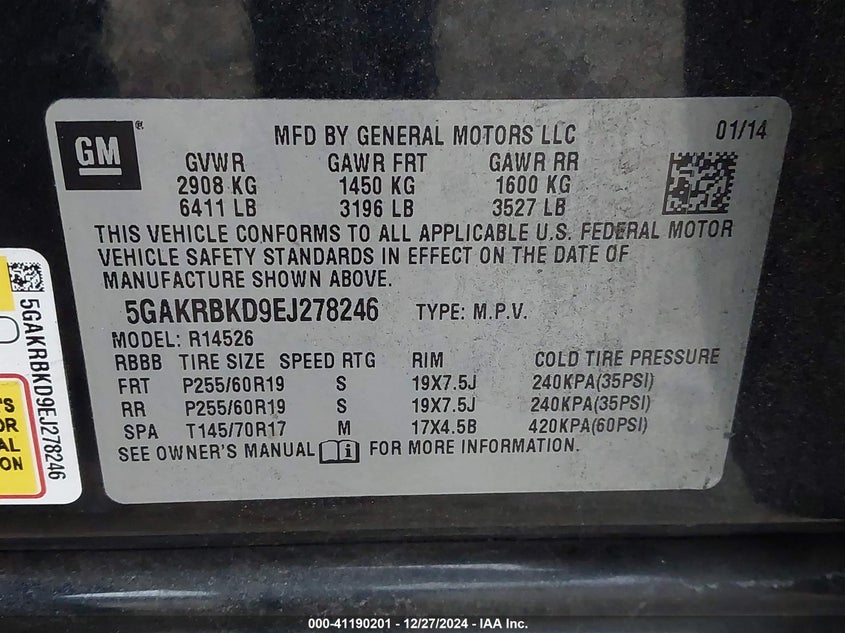 GM
MFD BY GENERAL MOTORS LLC 01/14
GVWR GAWR FRT GAWR RR
2908 KG 1450 KG 1600 KG
6411 LB 3196 LB 3527 LB
THIS VEHICLE CONFORMS TO ALL APPLICABLE U.S. FEDERAL MOTOR
VEHICLE SAFETY STANDARDS IN EFFECT ON THE DATE OF
MANUFACTURE SHOWN ABOVE.
5GAKRBKD9EJ278246 TYPE: M.P.V.
MODEL: R14526
RBBB TIRE SIZE SPEED RTG RIM COLD TIRE PRESSURE
FRT P255/60R19 S 19X7.5J 240KPA(35PSI)
RR P255/60R19 S 19X7.5J 240KPA(35PSI)
SPA T145/70R17 M 17X4.5B 420KPA(60PSI)
SEE OWNER'S MANUAL FOR MORE INFORMATION.
5GAKRBKD9EJ278246
'S
OR
AL
ON
000-41190201 - 12/27/2024 - IAA Inc.